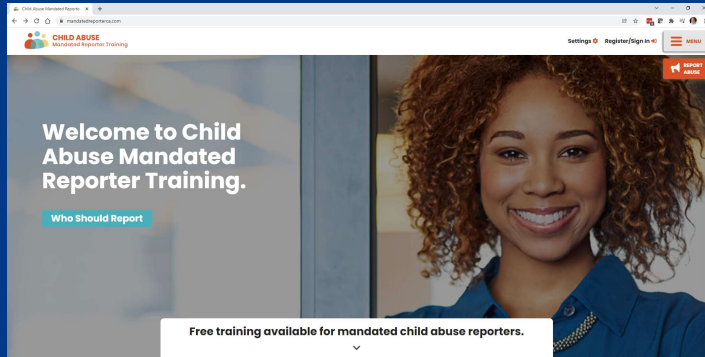 Child Abuse Mandated Reporte
mandatedreporterca.com
CHILD ABUSE
Mandated Reporter Training
Settings
Register/Sign In
MENU
REPORT
ABUSE
Welcome to Child
Abuse Mandated
Reporter Training.
Who Should Report
Free training available for mandated child abuse reporters.